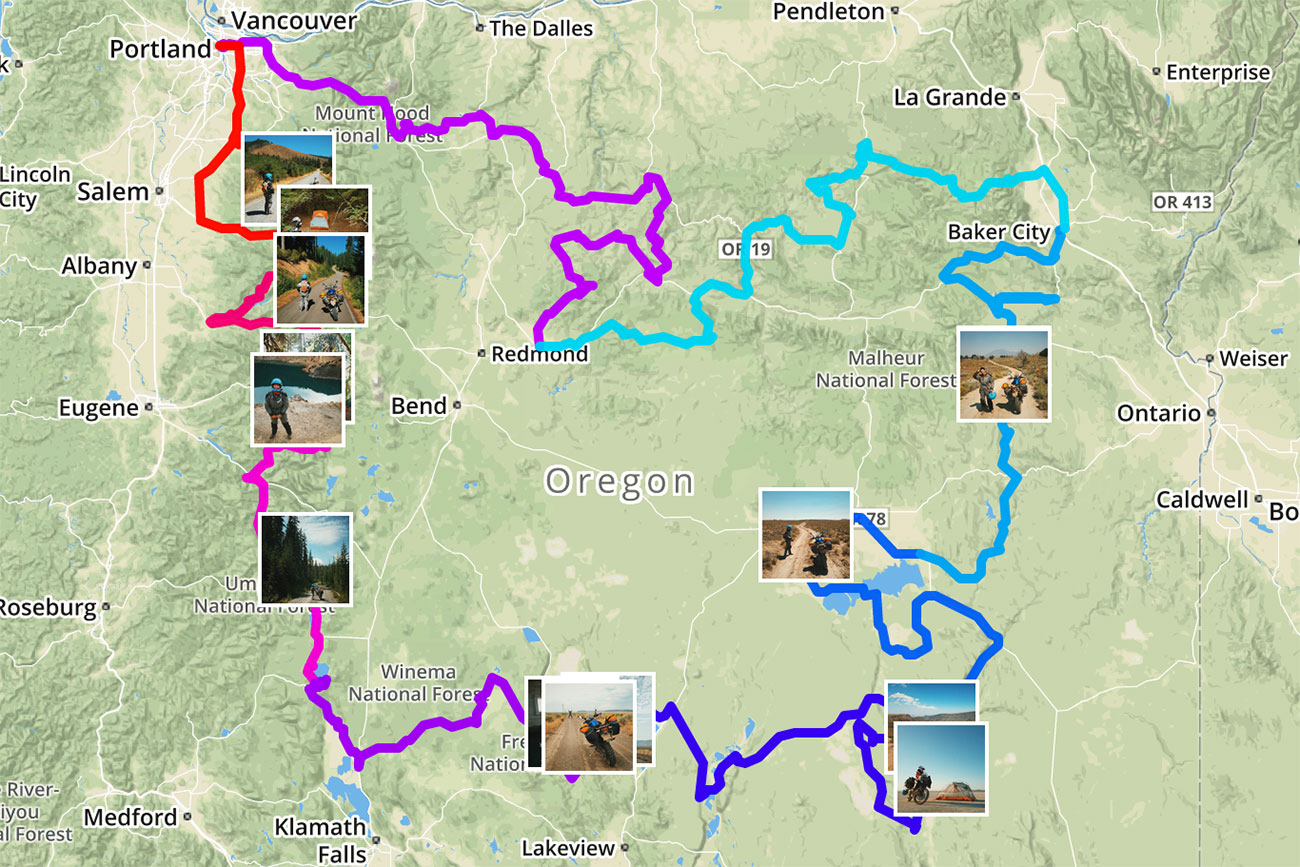 Vancouver
Pendleton
The Dalles
Portland
k
Enterprise
La Grande
Mount Hood
National Forest
Lincoln
City
Salem
OR 413
Baker City
OR 19
Albany
Redmond
Malheur
National Forest
Weiser
Eugene
Bend
Ontario
Oregon
Caldwell
Bo
78
Um
National Forest
Roseburg
Winema
National Forest
Fre
Nation
River-
iyou
al Forest
Medford
Klamath
Falls
Lakeview